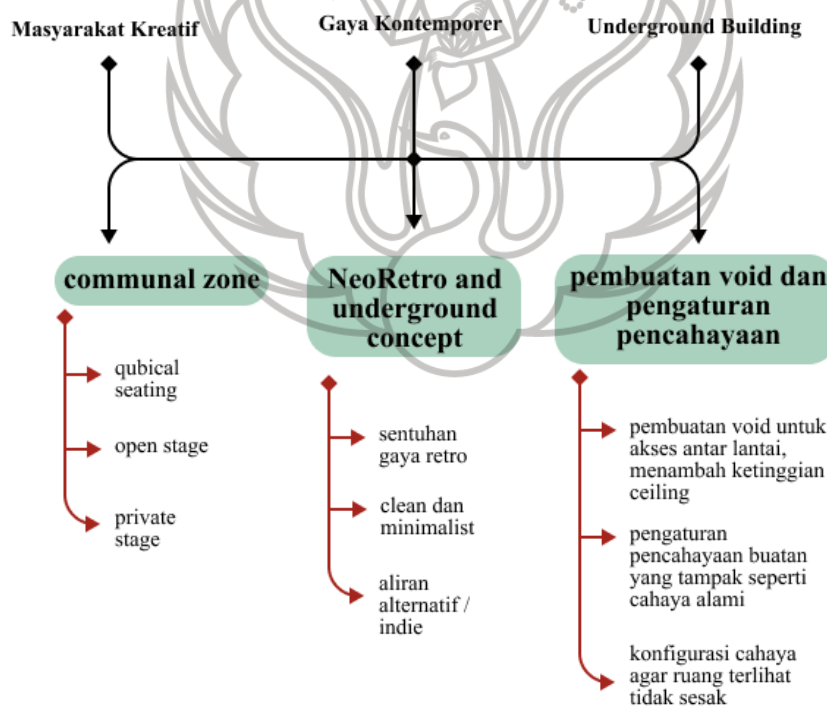 Masyarakat Kreatif
Gaya Kontemporer
Underground Building
communal zone
qubical
seating
open stage
private
stage
NeoRetro and
underground
concept
sentuhan
gaya retro
clean dan
minimalist
aliran
alternatif /
indie
pembuatan void dan
pengaturan
pencahayaan
pembuatan void untuk
akses antar lantai,
menambah ketinggian
ceiling
pengaturan
pencahayaan buatan
yang tampak seperti
cahaya alami
konfigurasi cahaya
agar ruang terlihat
tidak sesak